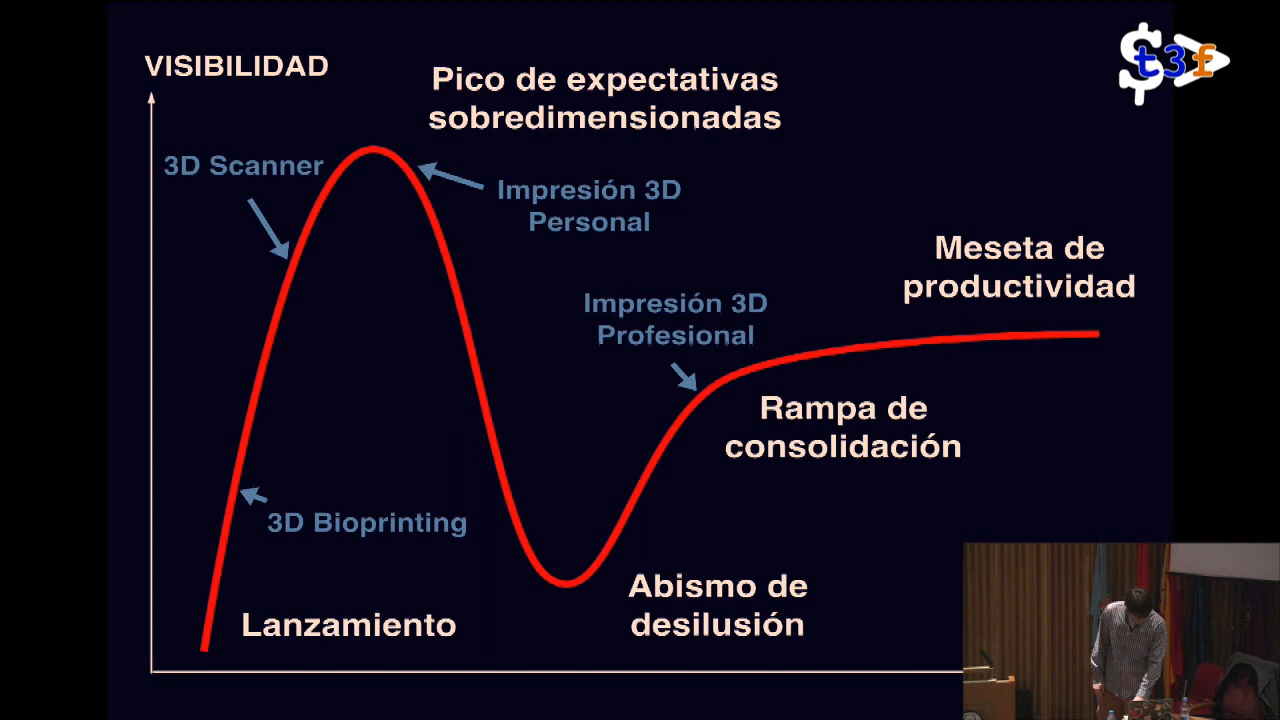 VISIBILIDAD
Pico de expectativas
sobredimensionadas
$t3f
3D Scanner
Impresión 3D
Personal
Meseta de
productividad
Impresión 3D
Profesional
Rampa de
consolidación
3D Bioprinting
Abismo de
desilusión
Lanzamiento